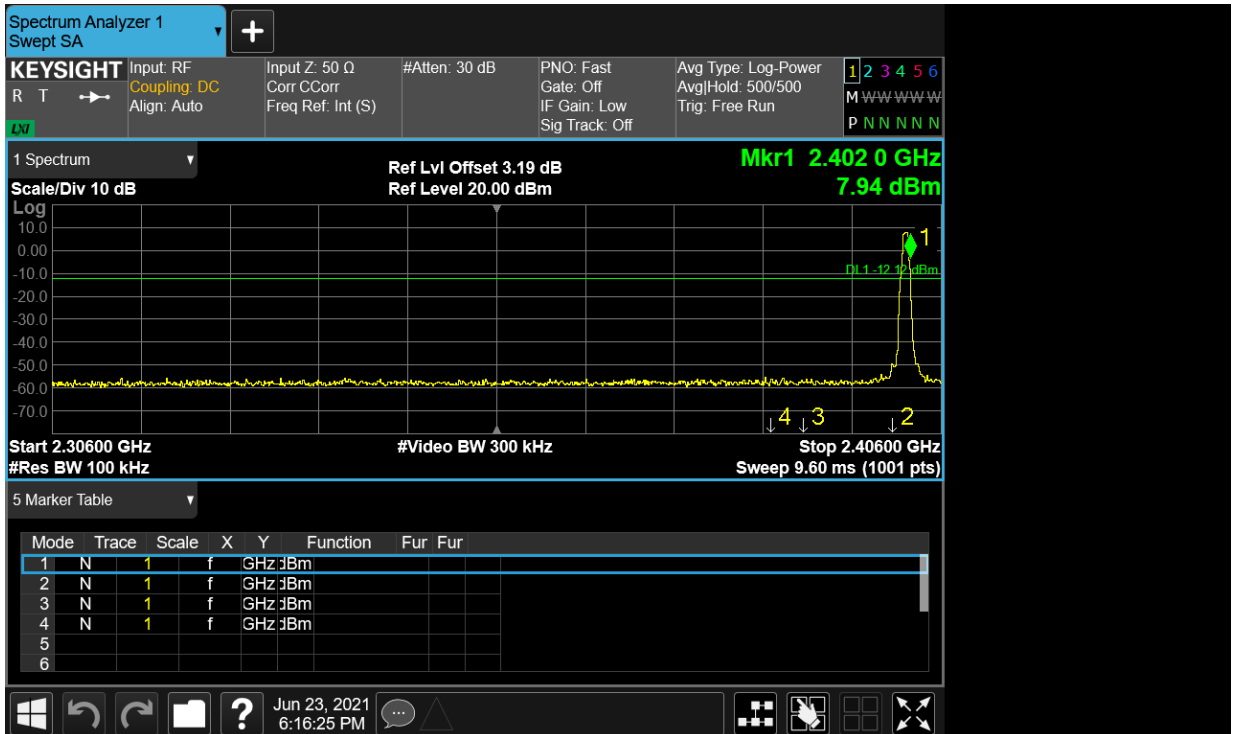 Spectrum Analyzer 1
Swept SA
+
KEYSIGHT
R T
LXI
Input: RF
Coupling: DC
Align: Auto
Input Z: 50 Ω
Corr CCorr
Freq Ref: Int (S)
#Atten: 30 dB
PNO: Fast
Gate: Off
IF Gain: Low
Sig Track: Off
Avg Type: Log-Power
Avg|Hold: 500/500
Trig: Free Run
1 2 3 4 5 6
M W W W W W
P N N N N N
1 Spectrum
Scale/Div 10 dB
Ref Lvl Offset 3.19 dB
Ref Level 20.00 dBm
Mkr1 2.402 0 GHz
7.94 dBm
Log
10.0
0.00
-10.0
-20.0
-30.0
-40.0
-50.0
-60.0
-70.0
1
DL1 -12.12 dBm
4 3 2
Start 2.30600 GHz
#Res BW 100 kHz
#Video BW 300 kHz
Stop 2.40600 GHz
Sweep 9.60 ms (1001 pts)
5 Marker Table
Mode Trace Scale X Y Function Fur Fur
1 N 1 f GHz dBm
2 N 1 f GHz dBm
3 N 1 f GHz dBm
4 N 1 f GHz dBm
5
6
?
Jun 23, 2021
6:16:25 PM